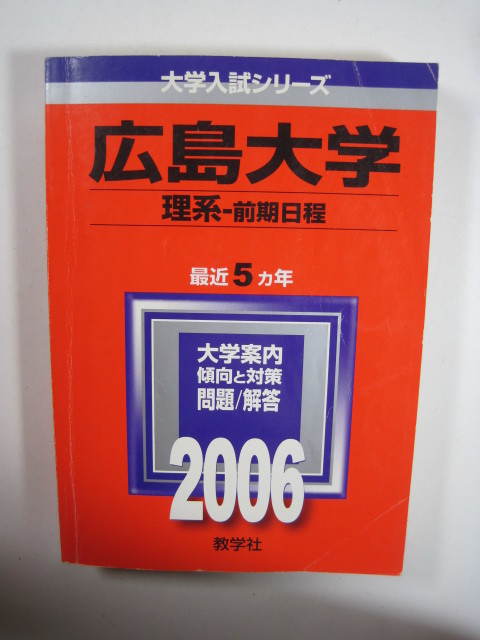 大学入試シリーズ
広島大学
理系-前期日程
最近5ヵ年
大学案内
傾向と対策
問題/解答
2006
教学社